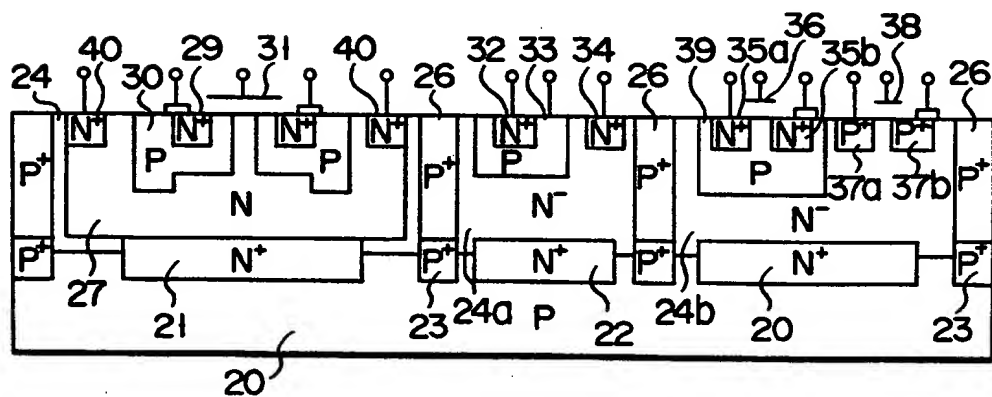 40 29 31 40 32 33 34 36 38
24 30 26 26 39 35a 35b 26
N+ N+ N+ N+ N+ N+ N+ N+ P+ P+
P P P P
P+ P+ P+ P+
37a 37b
N N- N-
P+ N+ P+ N+ P+ N+ P+
27 21 23 24a P 22 24b 20 23
20